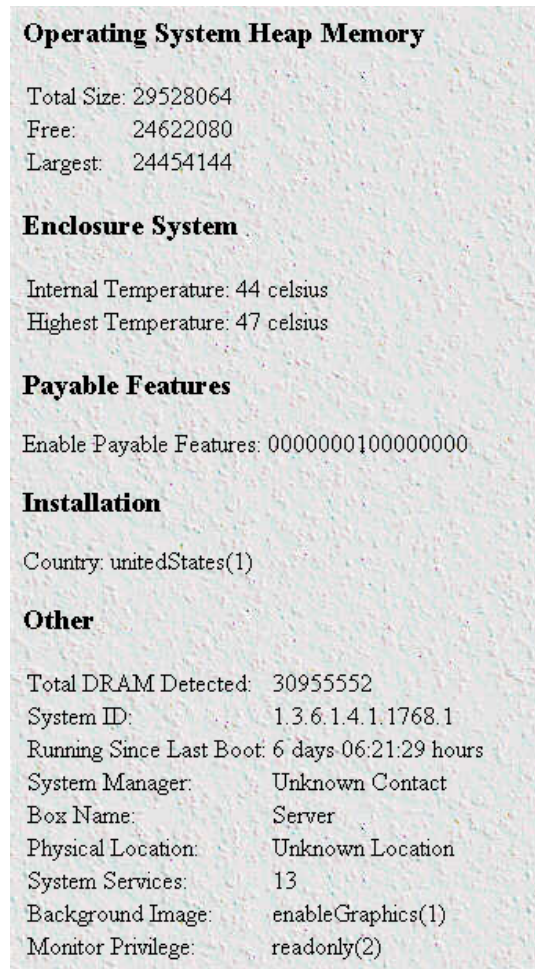 Operating System Heap Memory
Total Size: 29528064
Free: 24622080
Largest: 24454144
Enclosure System
Internal Temperature: 44 celsius
Highest Temperature: 47 celsius
Payable Features
Enable Payable Features: 0000000100000000
Installation
Country: unitedStates(1)
Other
Total DRAM Detected: 30955552
System ID: 1.3.6.1.4.1.1768.1
Running Since Last Boot: 6 days 06:21:29 hours
System Manager: Unknown Contact
Box Name: Server
Physical Location: Unknown Location
System Services: 13
Background Image: enableGraphics(1)
Monitor Privilege: readonly(2)